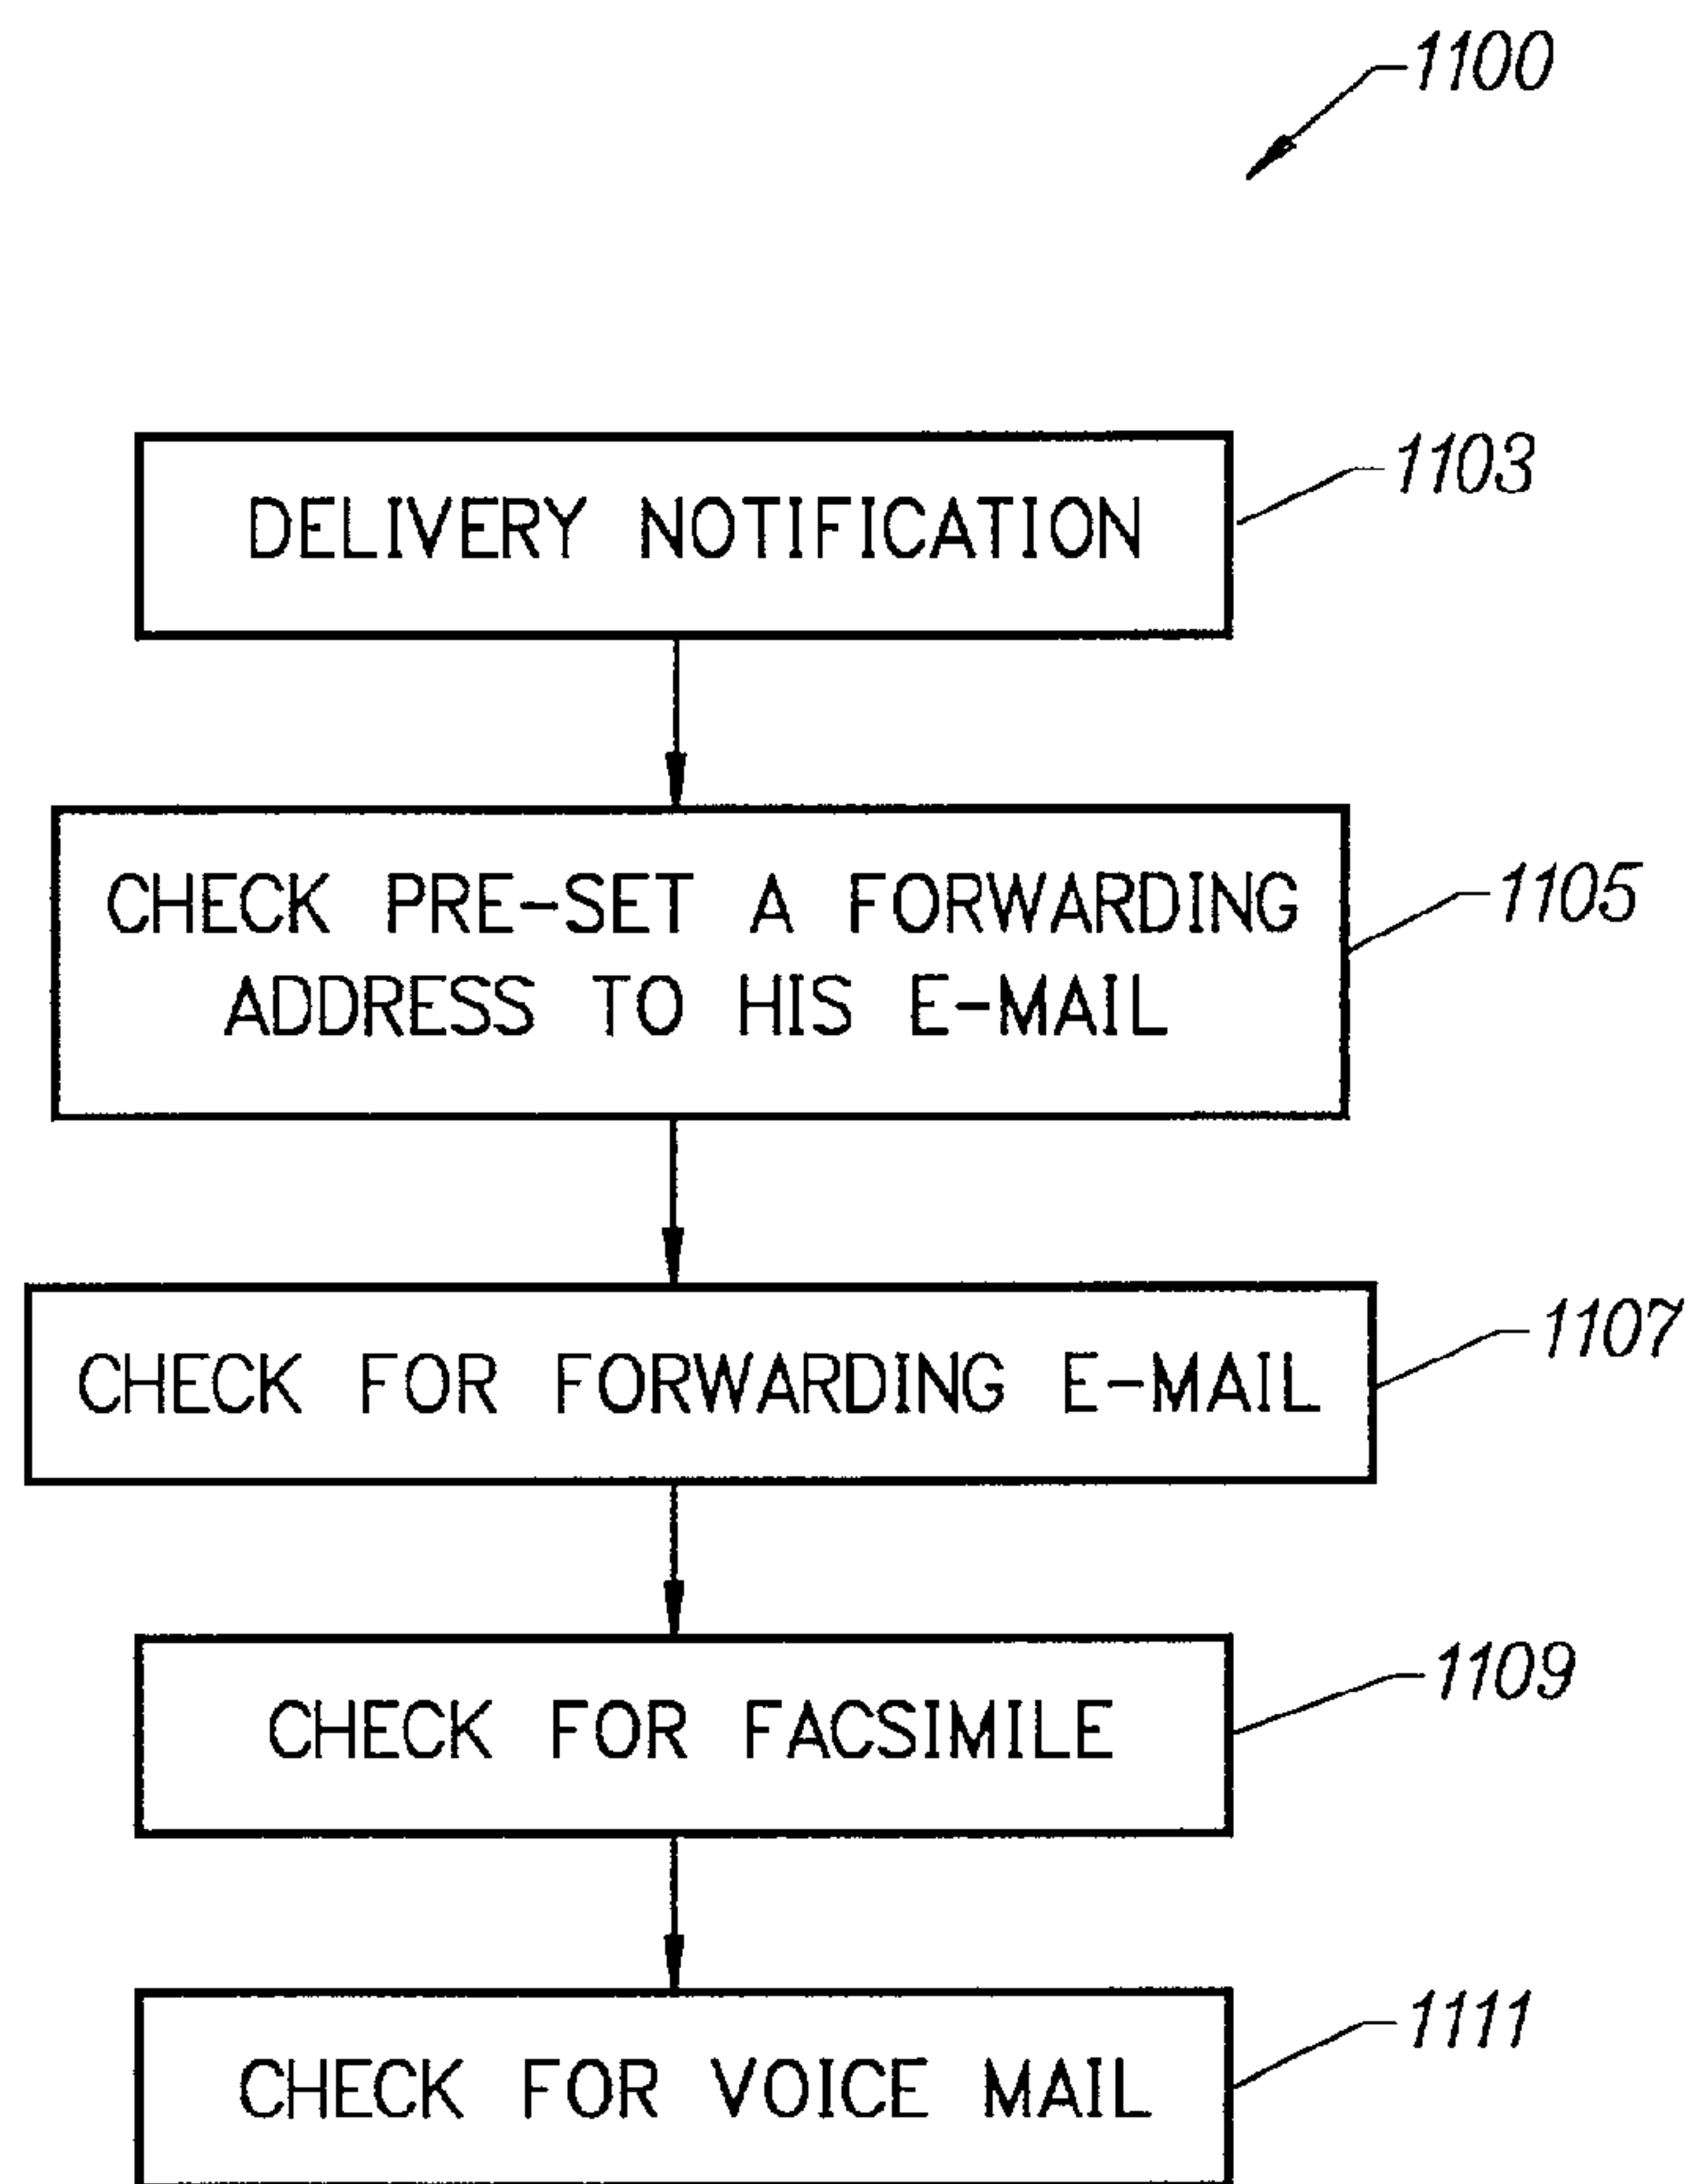 1100
DELIVERY NOTIFICATION
1103
CHECK PRE-SET A FORWARDING
ADDRESS TO HIS E-MAIL
1105
CHECK FOR FORWARDING E-MAIL
1107
CHECK FOR FACSIMILE
1109
CHECK FOR VOICE MAIL
1111